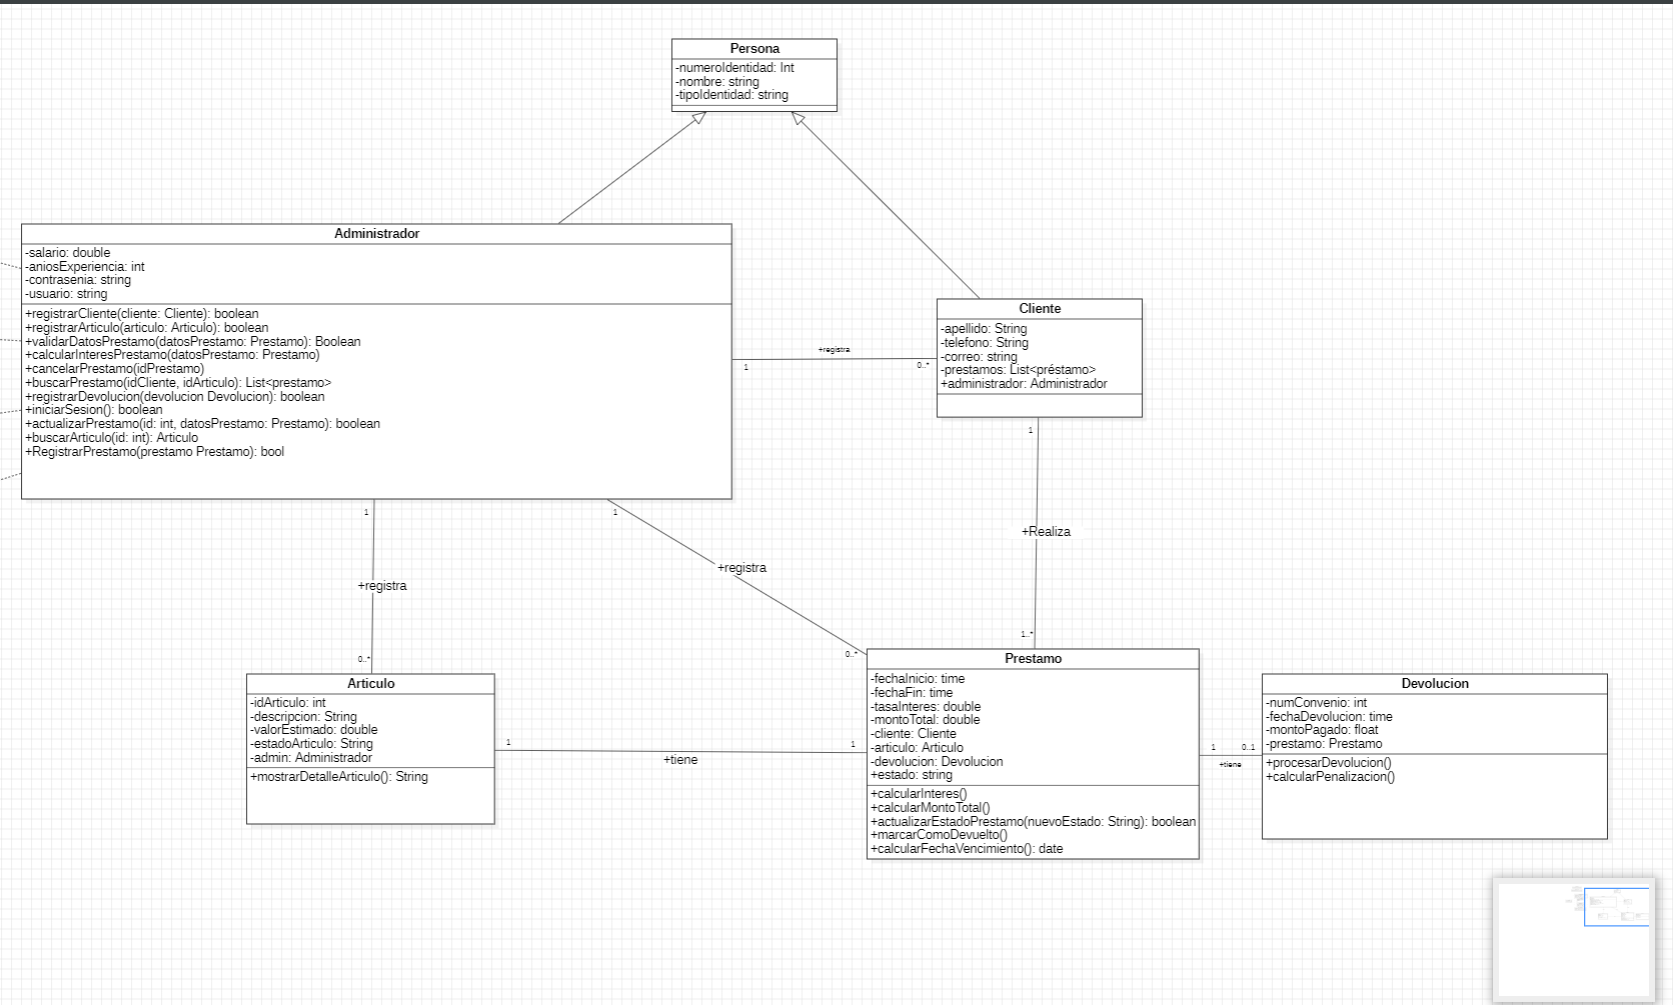 Persona
-numeroIdentidad: Int
-nombre: string
-tipoIdentidad: string
Administrador
-salario: double
-aniosExperiencia: int
-contrasenia: string
-usuario: string
+registrarCliente(cliente: Cliente): boolean
+registrarArticulo(articulo: Articulo): boolean
+validarDatosPrestamo(datosPrestamo: Prestamo): Boolean
+calcularInteresPrestamo(datosPrestamo: Prestamo)
+cancelarPrestamo(idPrestamo)
+buscarPrestamo(idCliente, idArticulo): List<prestamo>
+registrarDevolucion(devolucion Devolucion): boolean
+iniciarSesion(): boolean
+actualizarPrestamo(id: int, datosPrestamo: Prestamo): boolean
+buscarArticulo(id: int): Articulo
+RegistrarPrestamo(prestamo Prestamo): bool
+registra
1
0..*
Cliente
-apellido: String
-telefono: String
-correo: string
-prestamos: List<préstamo>
+administrador: Administrador
1
+Realiza
1..*
1
+registra
0..*
1
+registra
0..*
Articulo
-idArticulo: int
-descripcion: String
-valorEstimado: double
-estadoArticulo: String
-admin: Administrador
+mostrarDetalleArticulo(): String
1
1
+tiene
Prestamo
-fechaInicio: time
-fechaFin: time
-tasaInteres: double
-montoTotal: double
-cliente: Cliente
-articulo: Articulo
-devolucion: Devolucion
+estado: string
+calcularInteres()
+calcularMontoTotal()
+actualizarEstadoPrestamo(nuevoEstado: String): boolean
+marcarComoDevuelto()
+calcularFechaVencimiento(): date
1
0..1
+tiene
Devolucion
-numConvenio: int
-fechaDevolucion: time
-montoPagado: float
-prestamo: Prestamo
+procesarDevolucion()
+calcularPenalizacion()